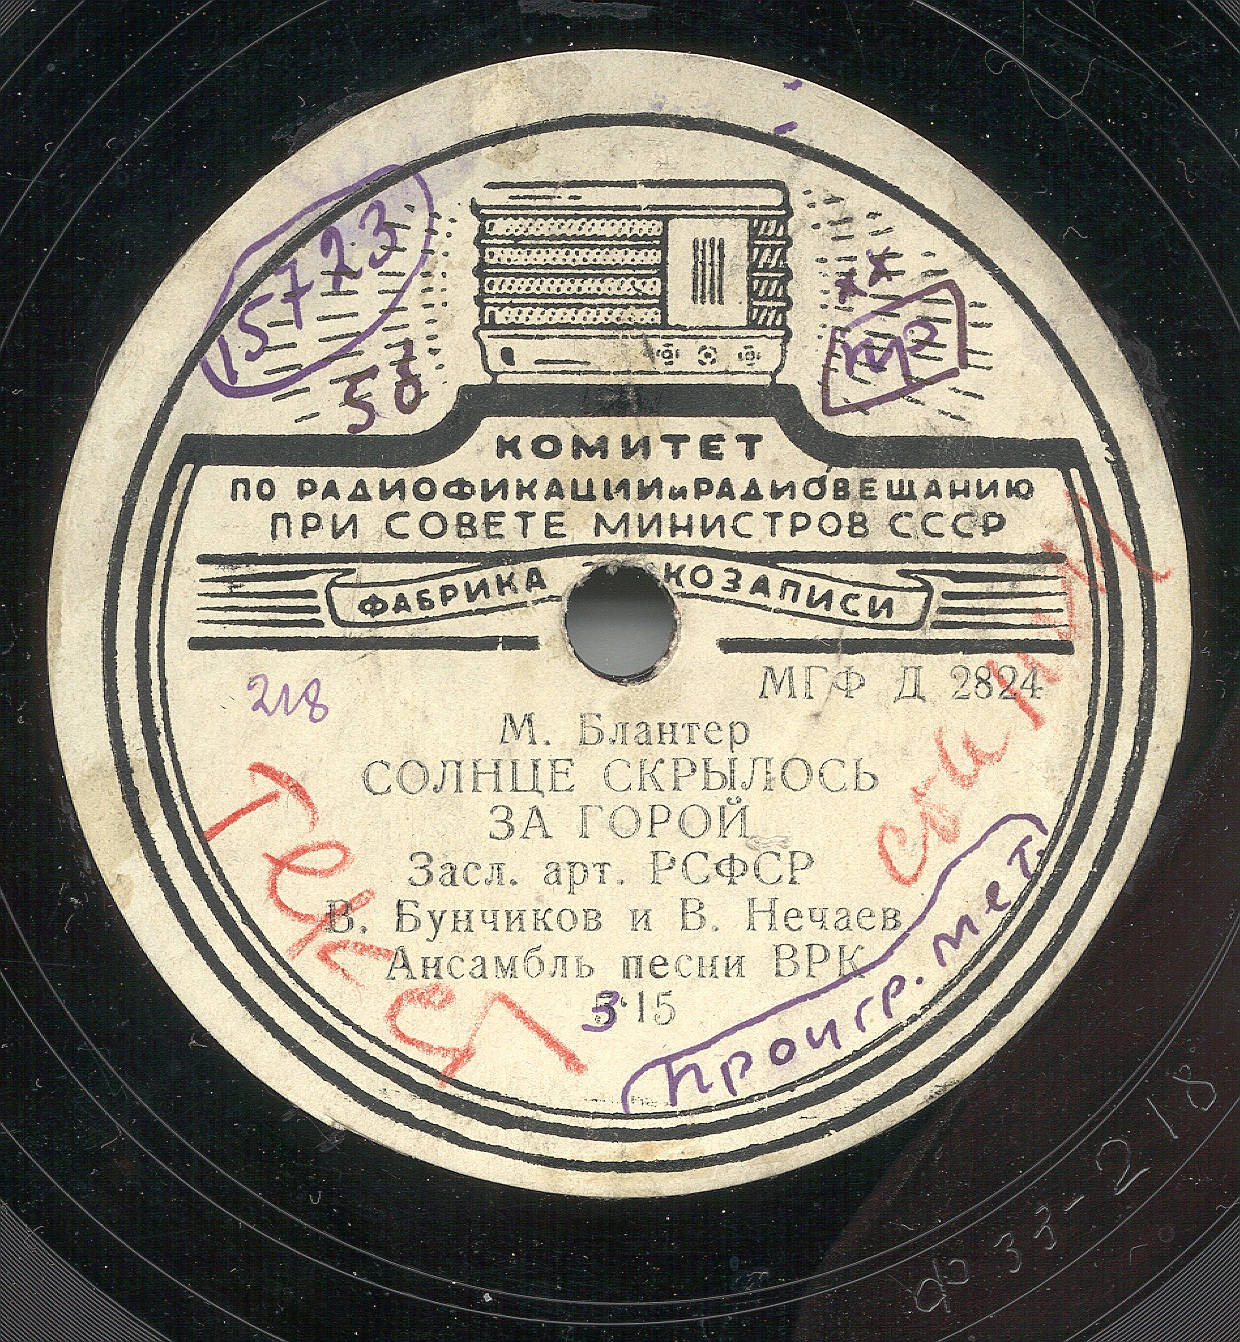 15723
58
КОМИТЕТ
ПО РАДИОФИКАЦИИ и РАДИОВЕЩАНИЮ
ПРИ СОВЕТЕ МИНИСТРОВ СССР
ФАБРИКА КОЗАПИСИ
218
МГФ Д 2824
М. Блантер
СОЛНЦЕ СКРЫЛОСЬ
ЗА ГОРОЙ
Засл. арт. РСФСР
В. Бунчиков и В. Нечаев
Ансамбль песни ВРК
3'15
текст
проигр. мет.
33-218